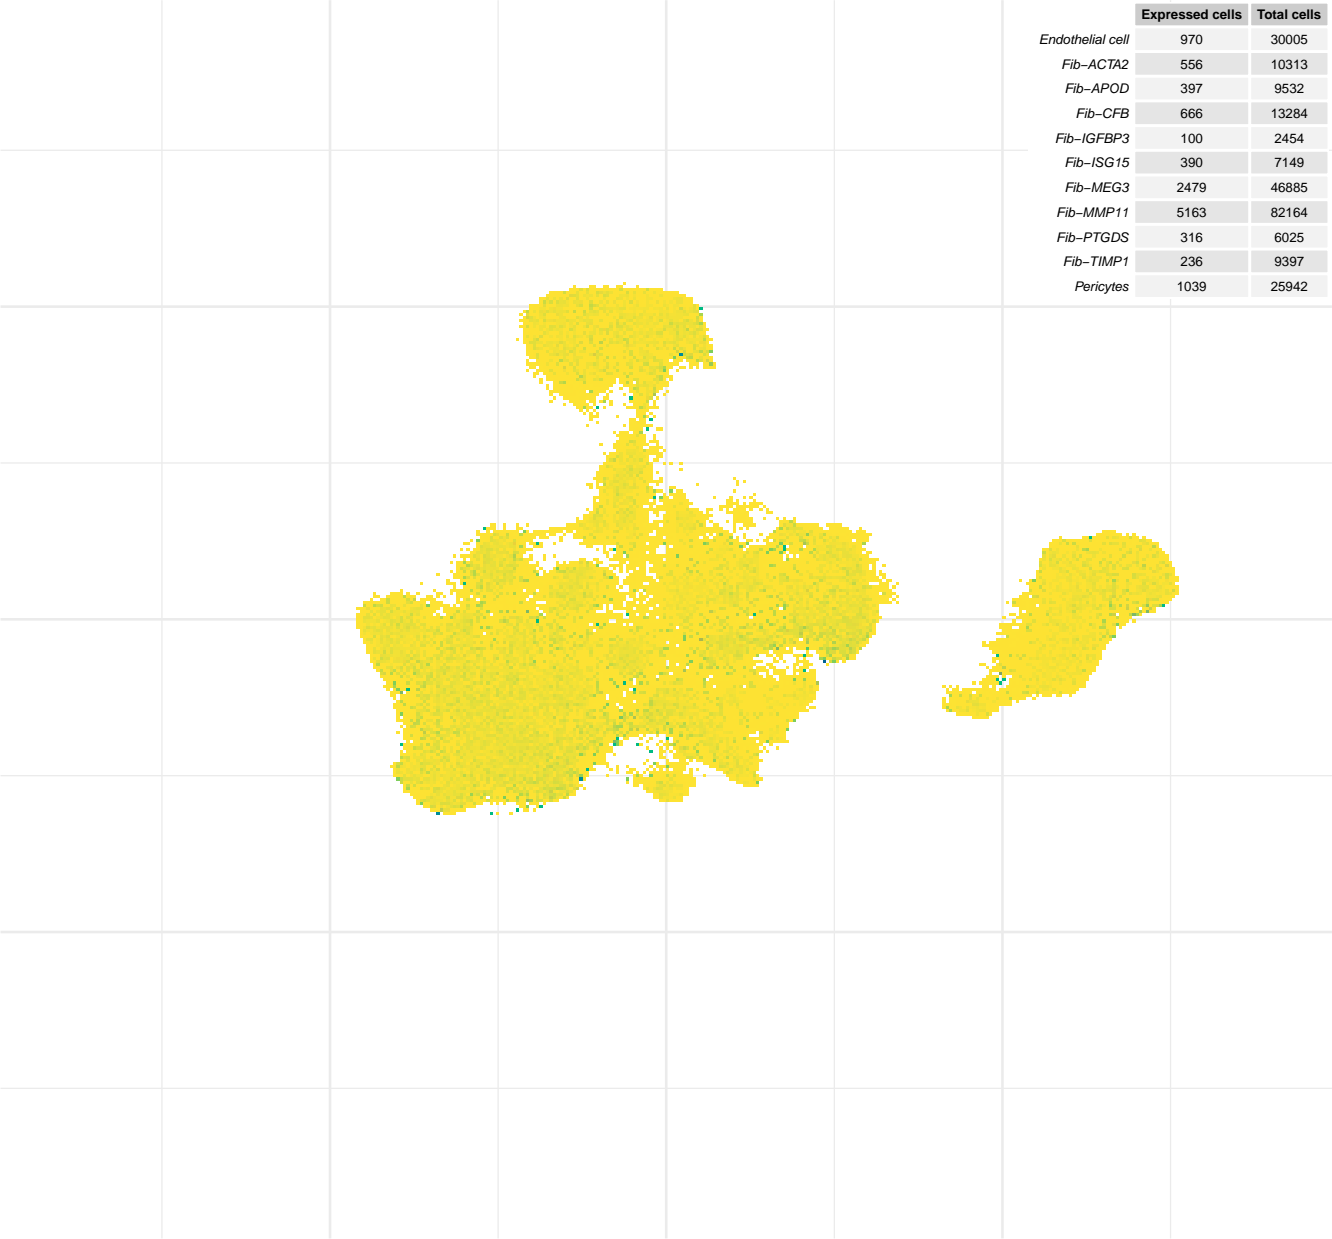 Expressed cells Total cells
Endothelial cell 970 30005
Fib−ACTA2 556 10313
Fib−APOD 397 9532
Fib−CFB 666 13284
Fib−IGFBP3 100 2454
Fib−ISG15 390 7149
Fib−MEG3 2479 46885
Fib−MMP11 5163 82164
Fib−PTGDS 316 6025
Fib−TIMP1 236 9397
Pericytes 1039 25942